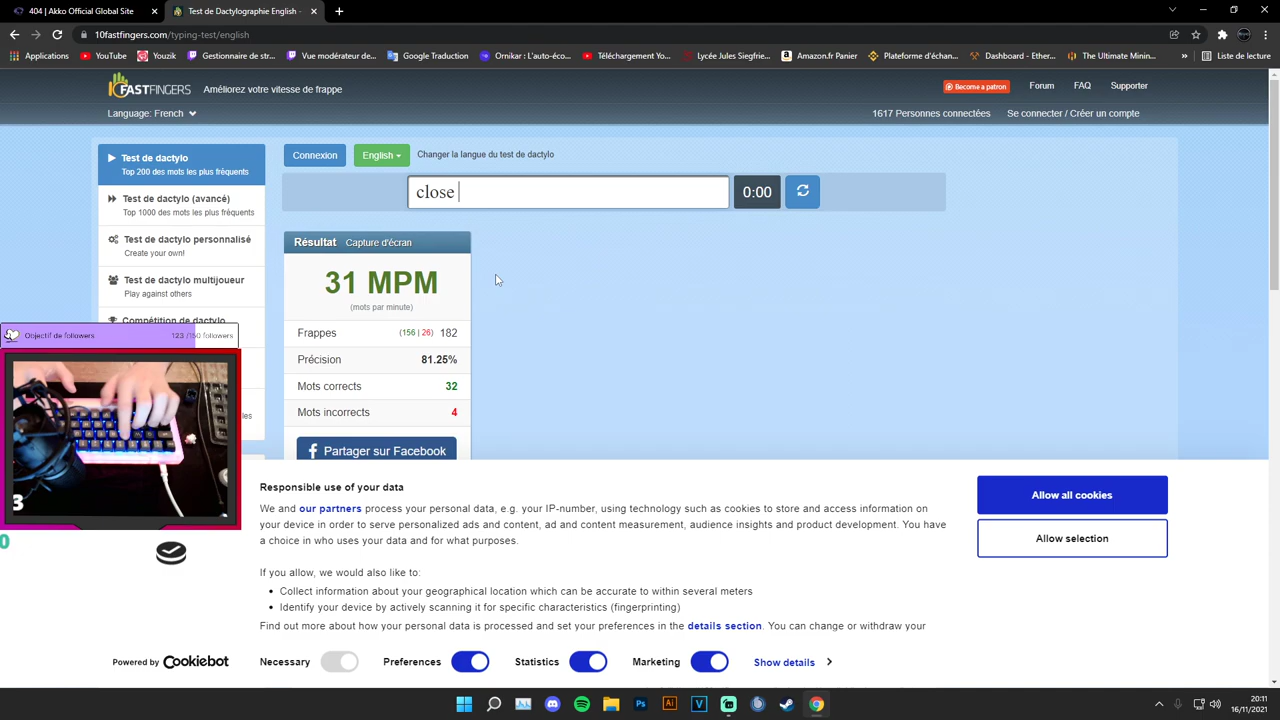 404 | Akko Official Global Site
Test de Dactylographie English -
10fastfingers.com/typing-test/english
Applications YouTube Youzik Gestionnaire de str... Vue modérateur de... Google Traduction Ornikar : L'auto-éco... Téléchargement Yo... Lycée Jules Siegfrie... Amazon.fr Panier Plateforme d'échan... Dashboard - Ether... The Ultimate Minin... » Liste de lecture
FASTFINGERS Améliorez votre vitesse de frappe
Become a patron Forum FAQ Supporter
Language: French
1617 Personnes connectées Se connecter / Créer un compte
Test de dactylo
Top 200 des mots les plus fréquents
Test de dactylo (avancé)
Top 1000 des mots les plus fréquents
Test de dactylo personnalisé
Create your own!
Test de dactylo multijoueur
Play against others
Compétition de dactylo
Connexion English Changer la langue du test de dactylo
close
0:00
Résultat Capture d'écran
31 MPM
(mots par minute)
Frappes (156 | 26) 182
Précision 81.25%
Mots corrects 32
Mots incorrects 4
Partager sur Facebook
Objectif de followers 123 /150 followers
3
0
Responsible use of your data
We and our partners process your personal data, e.g. your IP-number, using technology such as cookies to store and access information on
your device in order to serve personalized ads and content, ad and content measurement, audience insights and product development. You have
a choice in who uses your data and for what purposes.
If you allow, we would also like to:
• Collect information about your geographical location which can be accurate to within several meters
• Identify your device by actively scanning it for specific characteristics (fingerprinting)
Find out more about how your personal data is processed and set your preferences in the details section. You can change or withdraw your
Allow all cookies
Allow selection
Powered by Cookiebot
Necessary Preferences Statistics Marketing Show details
20:11
16/11/2021